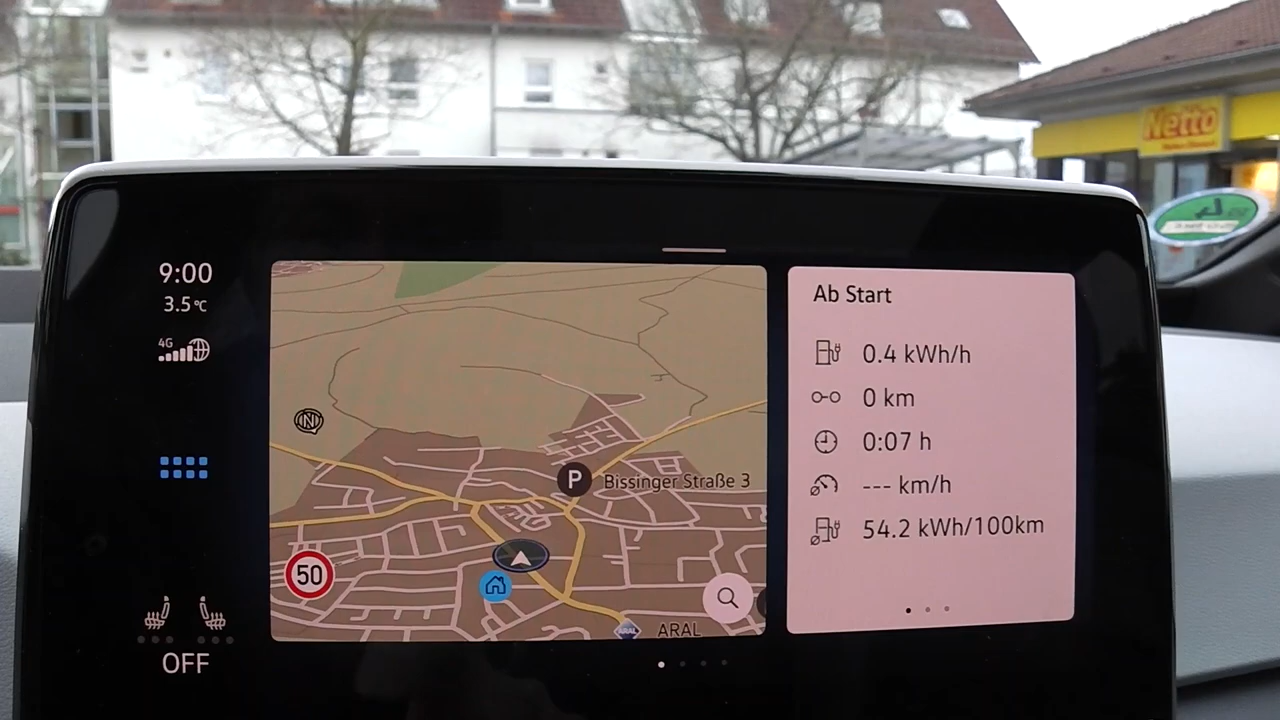 Netto
9:00
3.5°C
4G
Ab Start
0.4 kWh/h
0 km
0:07 h
--- km/h
54.2 kWh/100km
N
P
Bissinger Straße 3
50
ARAL
ARAL
OFF